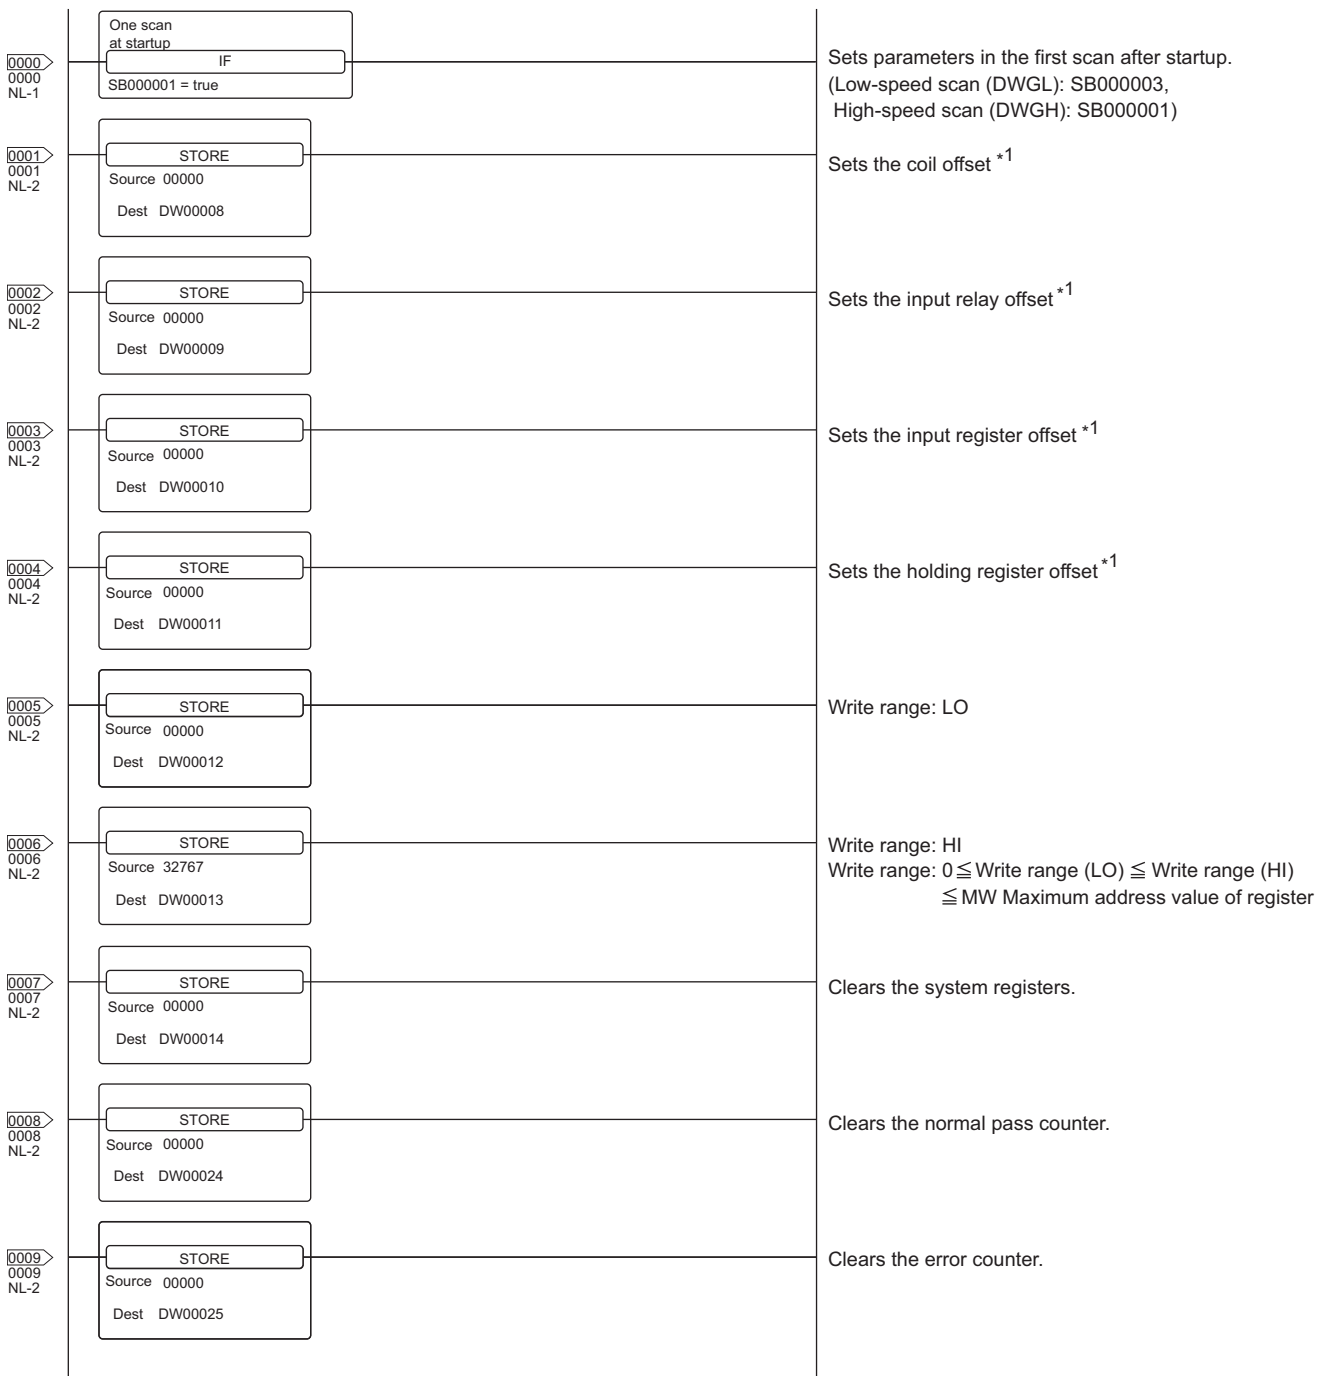 One scan
at startup
IF
SB000001 = true
0000
0000
NL-1
Sets parameters in the first scan after startup.
(Low-speed scan (DWGL): SB000003,
High-speed scan (DWGH): SB000001)
0001
0001
NL-2
STORE
Source 00000
Dest DW00008
Sets the coil offset *1
0002
0002
NL-2
STORE
Source 00000
Dest DW00009
Sets the input relay offset *1
0003
0003
NL-2
STORE
Source 00000
Dest DW00010
Sets the input register offset *1
0004
0004
NL-2
STORE
Source 00000
Dest DW00011
Sets the holding register offset *1
0005
0005
NL-2
STORE
Source 00000
Dest DW00012
Write range: LO
0006
0006
NL-2
STORE
Source 32767
Dest DW00013
Write range: HI
Write range: 0≦Write range (LO) ≦ Write range (HI)
≦MW Maximum address value of register
0007
0007
NL-2
STORE
Source 00000
Dest DW00014
Clears the system registers.
0008
0008
NL-2
STORE
Source 00000
Dest DW00024
Clears the normal pass counter.
0009
0009
NL-2
STORE
Source 00000
Dest DW00025
Clears the error counter.